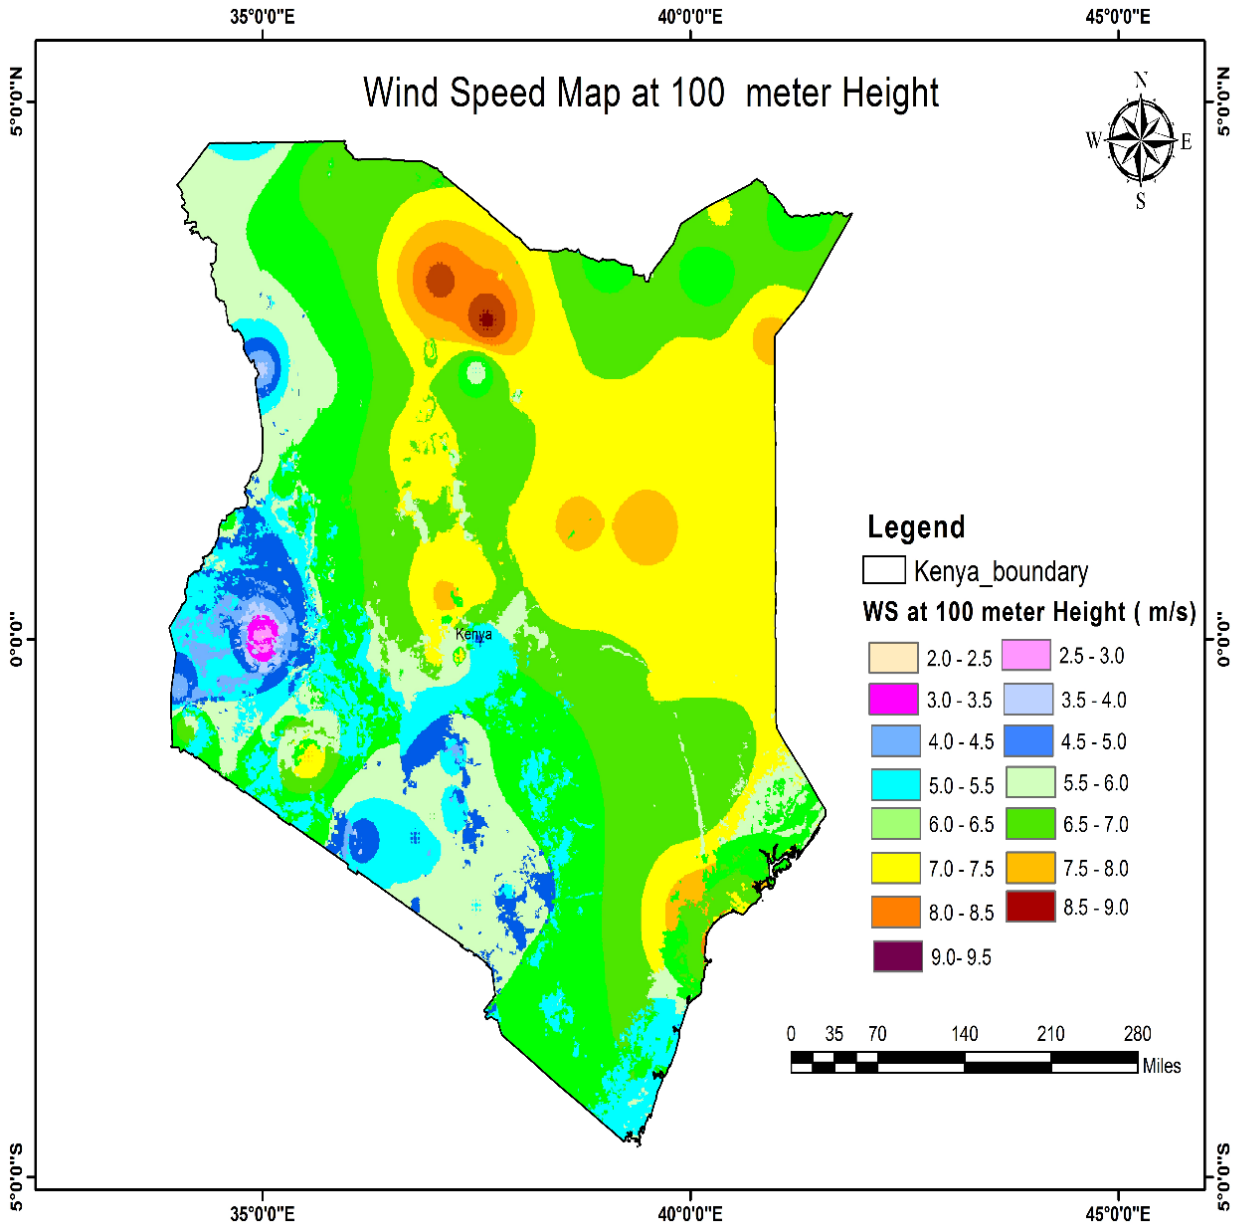 35°0'0"E 40°0'0"E 45°0'0"E
5°0'0"N 5°0'0"N
Wind Speed Map at 100 meter Height
N
W E
S
Legend
Kenya_boundary
WS at 100 meter Height ( m/s)
0°0'0" 0°0'0"
Kenya
2.0 - 2.5 2.5 - 3.0
3.0 - 3.5 3.5 - 4.0
4.0 - 4.5 4.5 - 5.0
5.0 - 5.5 5.5 - 6.0
6.0 - 6.5 6.5 - 7.0
7.0 - 7.5 7.5 - 8.0
8.0 - 8.5 8.5 - 9.0
9.0 - 9.5
0 35 70 140 210 280
Miles
5°0'0"S 5°0'0"S
35°0'0"E 40°0'0"E 45°0'0"E